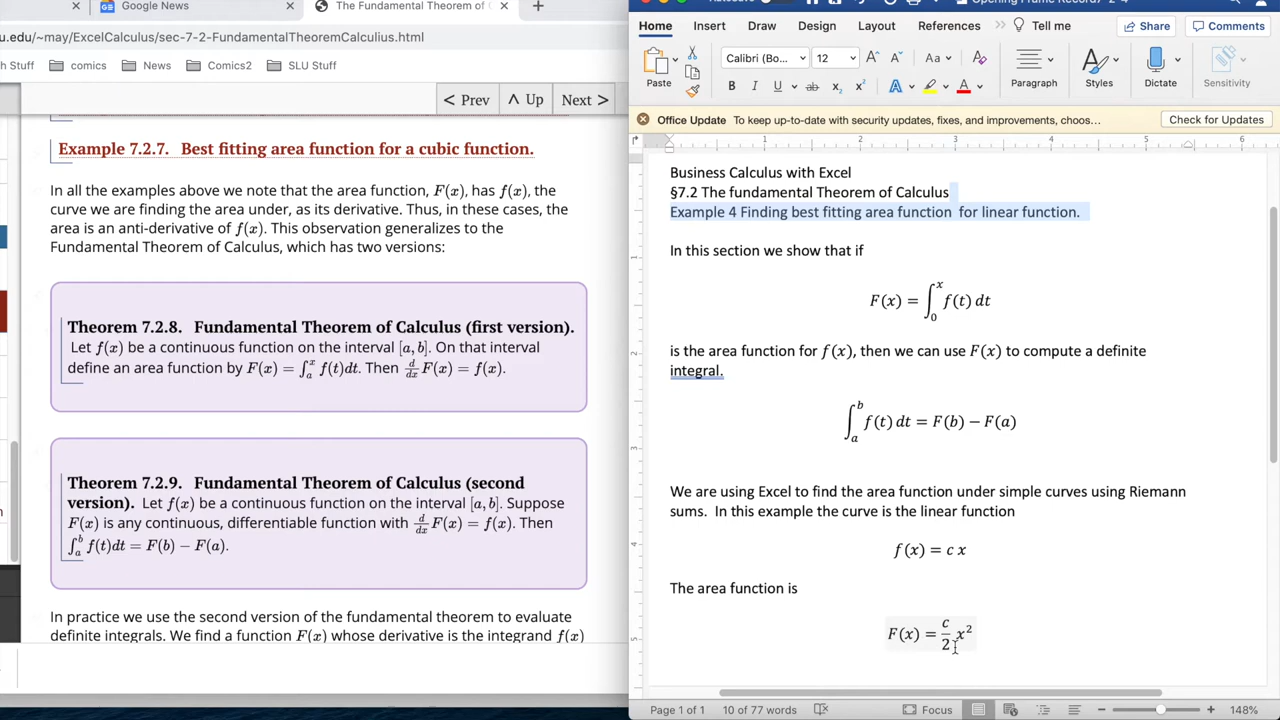 Google News
The Fundamental Theorem of C
u.edu/~may/ExcelCalculus/sec-7-2-FundamentalTheoremCalculus.html
h Stuff comics News Comics2 SLU Stuff
< Prev ^ Up Next >
Example 7.2.7. Best fitting area function for a cubic function.
In all the examples above we note that the area function, F(x), has f(x), the
curve we are finding the area under, as its derivative. Thus, in these cases, the
area is an anti-derivative of f(x). This observation generalizes to the
Fundamental Theorem of Calculus, which has two versions:
Theorem 7.2.8. Fundamental Theorem of Calculus (first version).
Let f(x) be a continuous function on the interval [a, b]. On that interval
define an area function by F(x) = ∫_a^x f(t)dt. Then d/dx F(x) = f(x).
Theorem 7.2.9. Fundamental Theorem of Calculus (second
version). Let f(x) be a continuous function on the interval [a, b]. Suppose
F(x) is any continuous, differentiable function with d/dx F(x) = f(x). Then
∫_a^b f(t)dt = F(b) − F(a).
In practice we use the second version of the fundamental theorem to evaluate
definite integrals. We find a function F(x) whose derivative is the integrand f(x)
Home Insert Draw Design Layout References >> Tell me Share Comments
Paste Calibri (Bo... 12 Aa Paragraph Styles Dictate Sensitivity
B I U ab x₂ x² A A
Office Update To keep up-to-date with security updates, fixes, and improvements, choos... Check for Updates
1 2 3 4 5 6
Business Calculus with Excel
§7.2 The fundamental Theorem of Calculus
Example 4 Finding best fitting area function for linear function.
In this section we show that if
F(x) = ∫_0^x f(t) dt
is the area function for f(x), then we can use F(x) to compute a definite
integral.
∫_a^b f(t) dt = F(b) − F(a)
We are using Excel to find the area function under simple curves using Riemann
sums. In this example the curve is the linear function
f(x) = c x
The area function is
F(x) = c/2 x²
Page 1 of 1 10 of 77 words Focus 148%